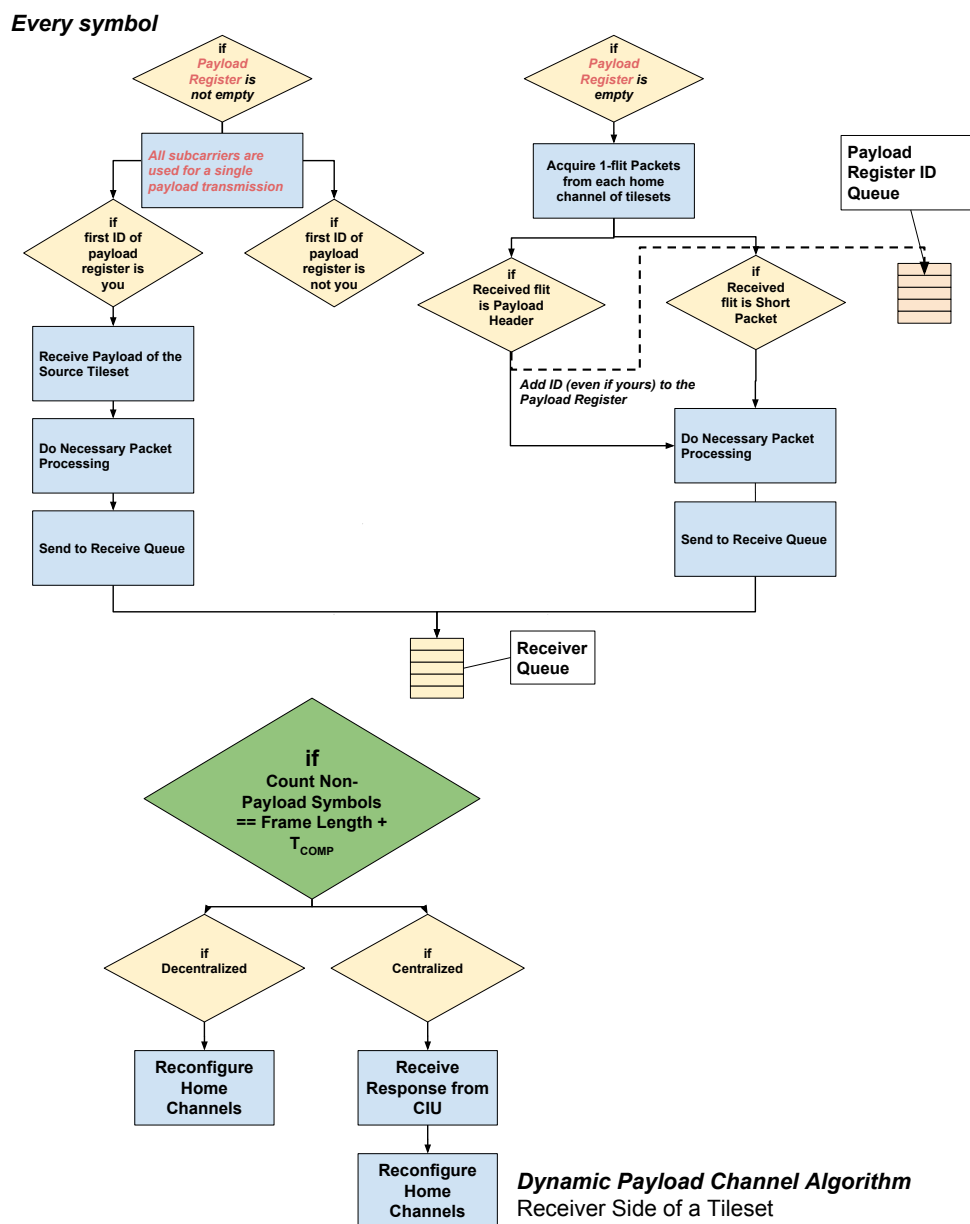 Every symbol
if
Payload
Register is
not empty
if
Payload
Register is
empty
All subcarriers are
used for a single
payload transmission
Acquire 1-flit Packets
from each home
channel of tilesets
Payload
Register ID
Queue
if
first ID of
payload
register is
you
if
first ID of
payload
register is
not you
if
Received flit
is Payload
Header
if
Received
flit is Short
Packet
Receive Payload of the
Source Tileset
Add ID (even if yours) to the
Payload Register
Do Necessary Packet
Processing
Do Necessary Packet
Processing
Send to Receive Queue
Send to Receive Queue
Receiver
Queue
if
Count Non-
Payload Symbols
== Frame Length +
TCOMP
if
Decentralized
if
Centralized
Reconfigure
Home
Channels
Receive
Response from
CIU
Reconfigure
Home
Channels
Dynamic Payload Channel Algorithm
Receiver Side of a Tileset